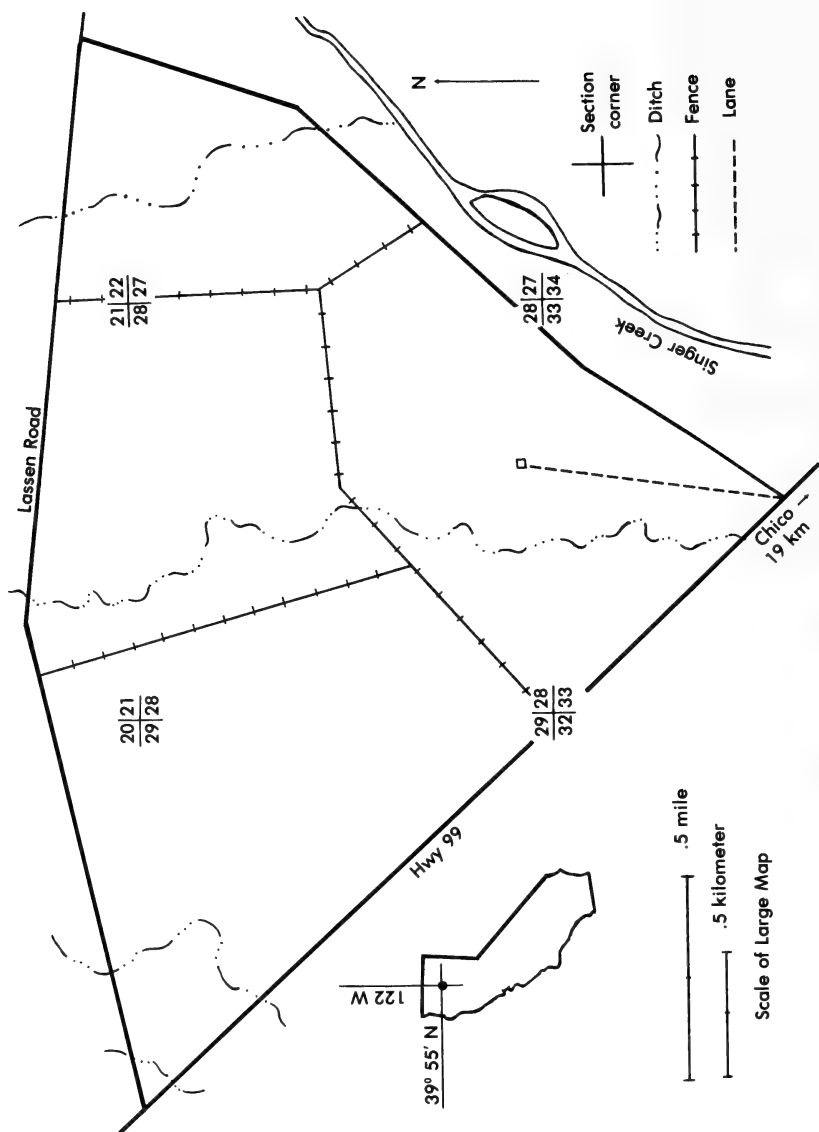 Lassen Road
21|22
28|27
20|21
29|28
28|27
33|34
29|28
32|33
Singer Creek
Hwy 99
Chico →
19 km
N
Section
corner
Ditch
Fence
Lane
122 W
39° 55' N
.5 mile
.5 kilometer
Scale of Large Map